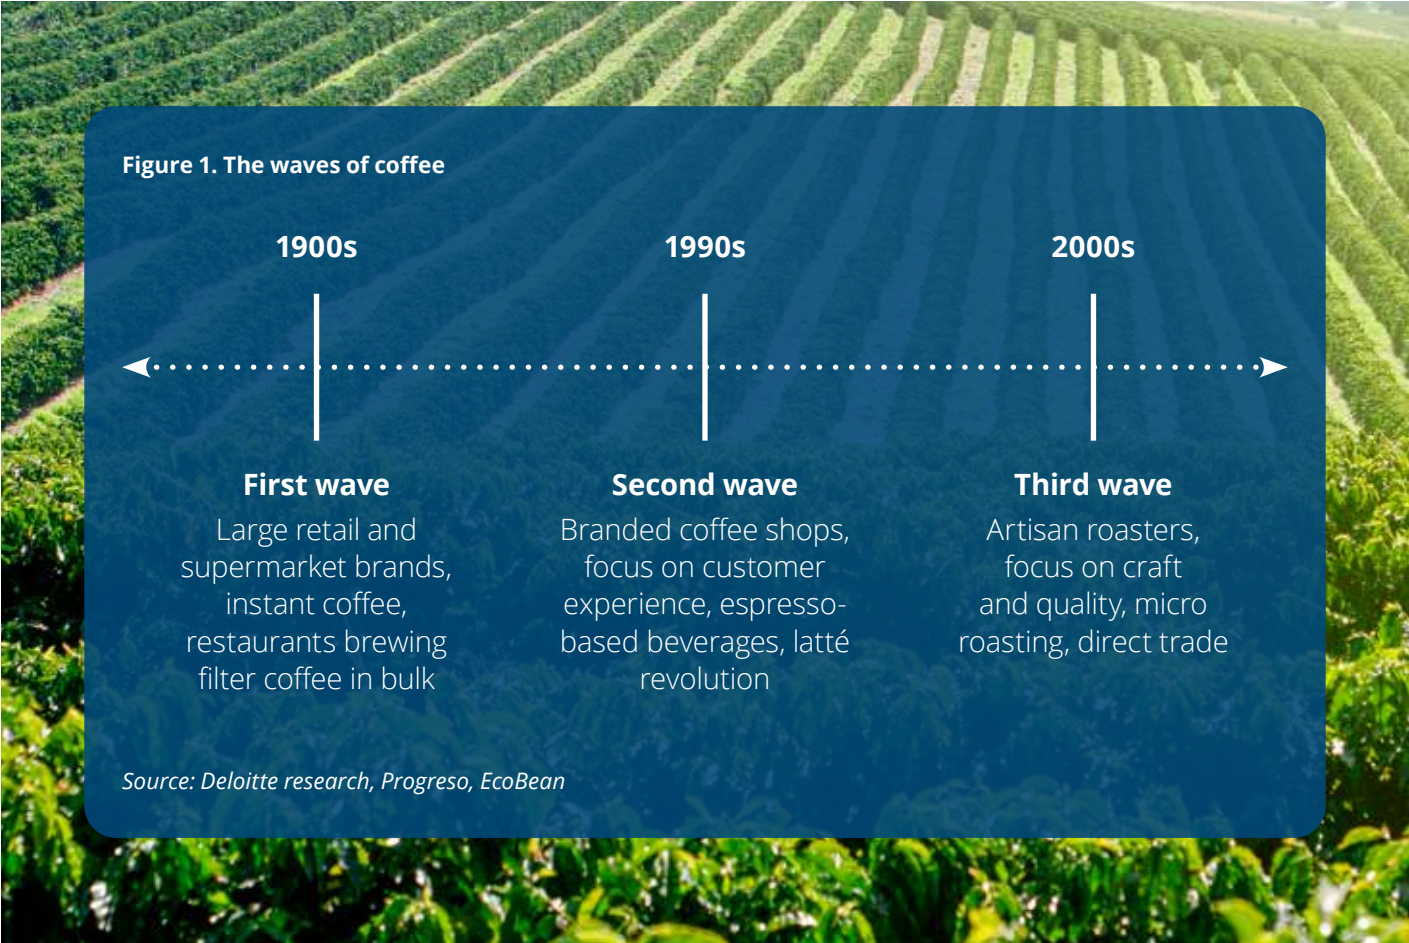 Figure 1. The waves of coffee
1900s
1990s
2000s
First wave
Large retail and
supermarket brands,
instant coffee,
restaurants brewing
filter coffee in bulk
Second wave
Branded coffee shops,
focus on customer
experience, espresso-
based beverages, latté
revolution
Third wave
Artisan roasters,
focus on craft
and quality, micro
roasting, direct trade
Source: Deloitte research, Progreso, EcoBean